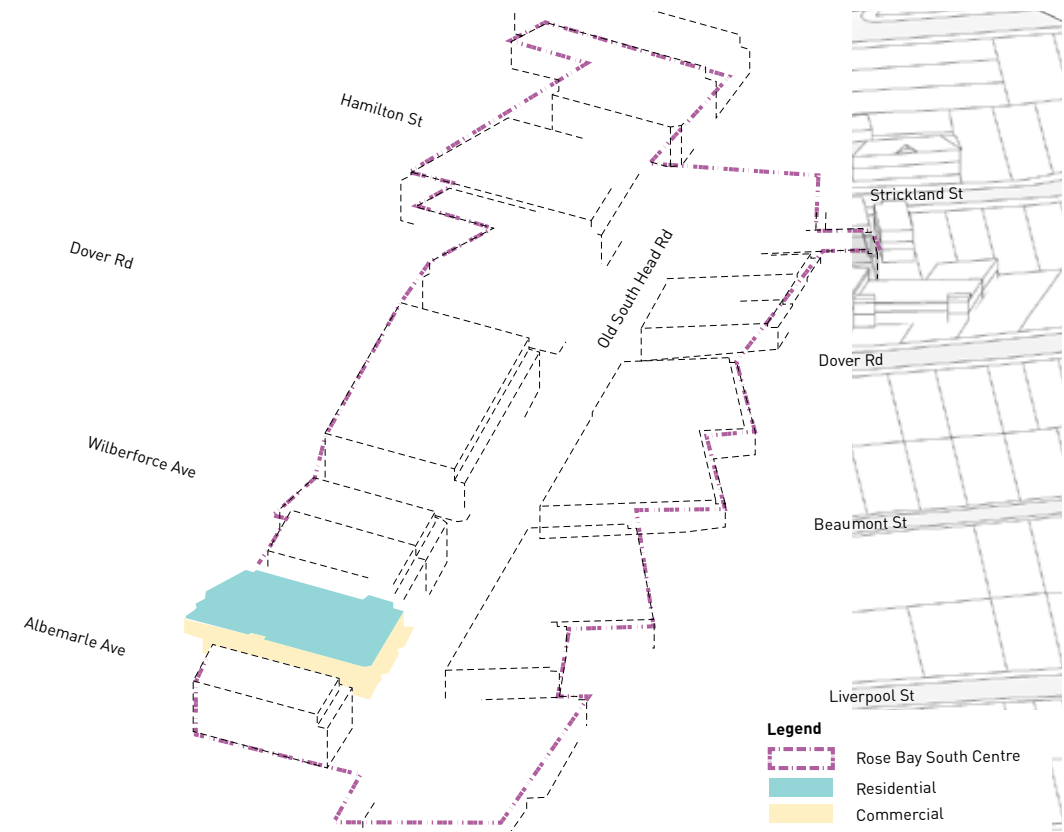 Hamilton St
Strickland St
Dover Rd
Old South Head Rd
Dover Rd
Wilberforce Ave
Beaumont St
Albemarle Ave
Liverpool St
Legend
Rose Bay South Centre
Residential
Commercial